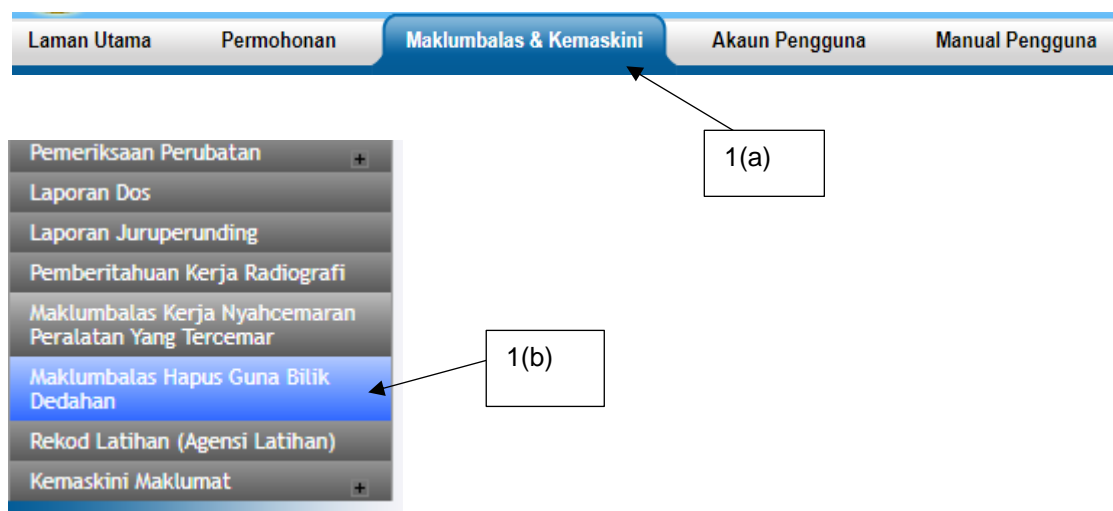 Laman Utama Permohonan Maklumbalas & Kemaskini Akaun Pengguna Manual Pengguna
1(a)
Pemeriksaan Perubatan +
Laporan Dos
Laporan Juruperunding
Pemberitahuan Kerja Radiografi
Maklumbalas Kerja Nyahcemaran
Peralatan Yang Tercemar
1(b)
Maklumbalas Hapus Guna Bilik
Dedahan
Rekod Latihan (Agensi Latihan)
Kemaskini Maklumat +